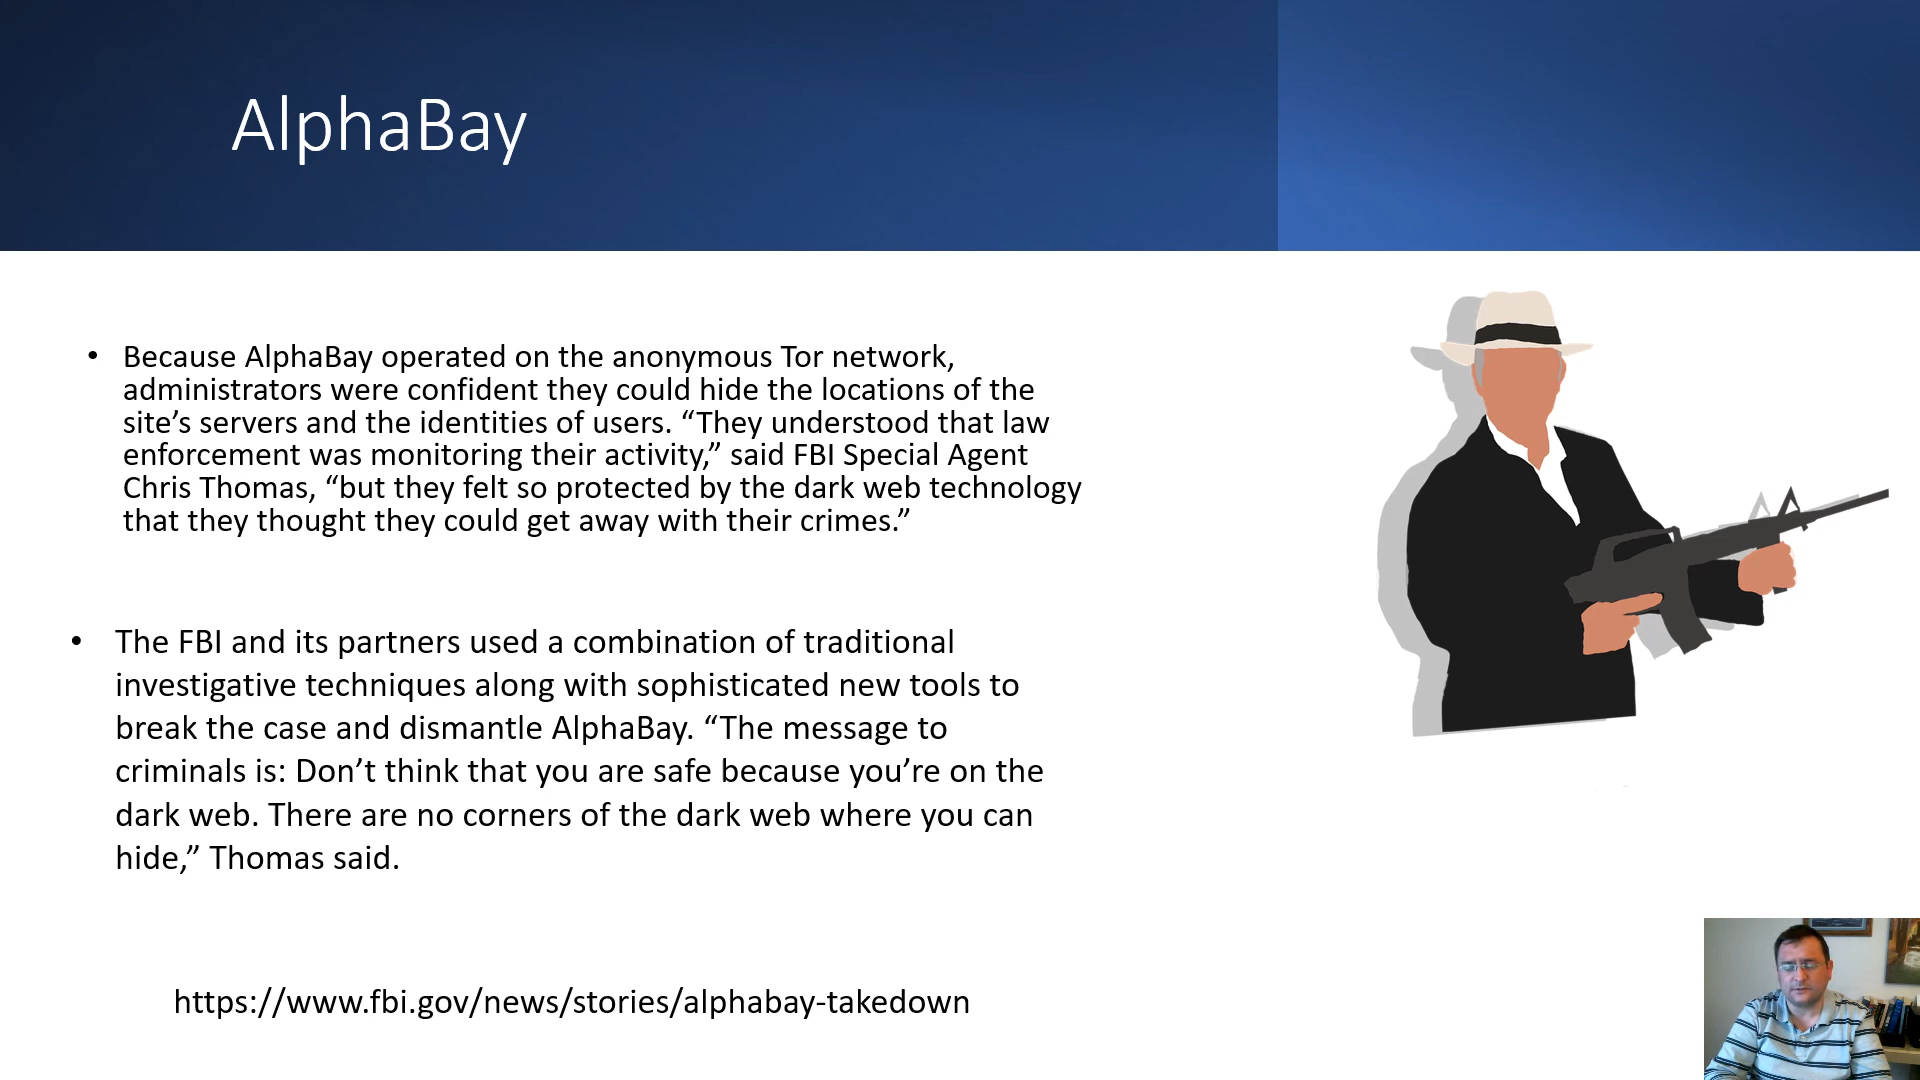 AlphaBay
• Because AlphaBay operated on the anonymous Tor network,
administrators were confident they could hide the locations of the
site’s servers and the identities of users. “They understood that law
enforcement was monitoring their activity,” said FBI Special Agent
Chris Thomas, “but they felt so protected by the dark web technology
that they thought they could get away with their crimes.”
• The FBI and its partners used a combination of traditional
investigative techniques along with sophisticated new tools to
break the case and dismantle AlphaBay. “The message to
criminals is: Don’t think that you are safe because you’re on the
dark web. There are no corners of the dark web where you can
hide,” Thomas said.
https://www.fbi.gov/news/stories/alphabay-takedown